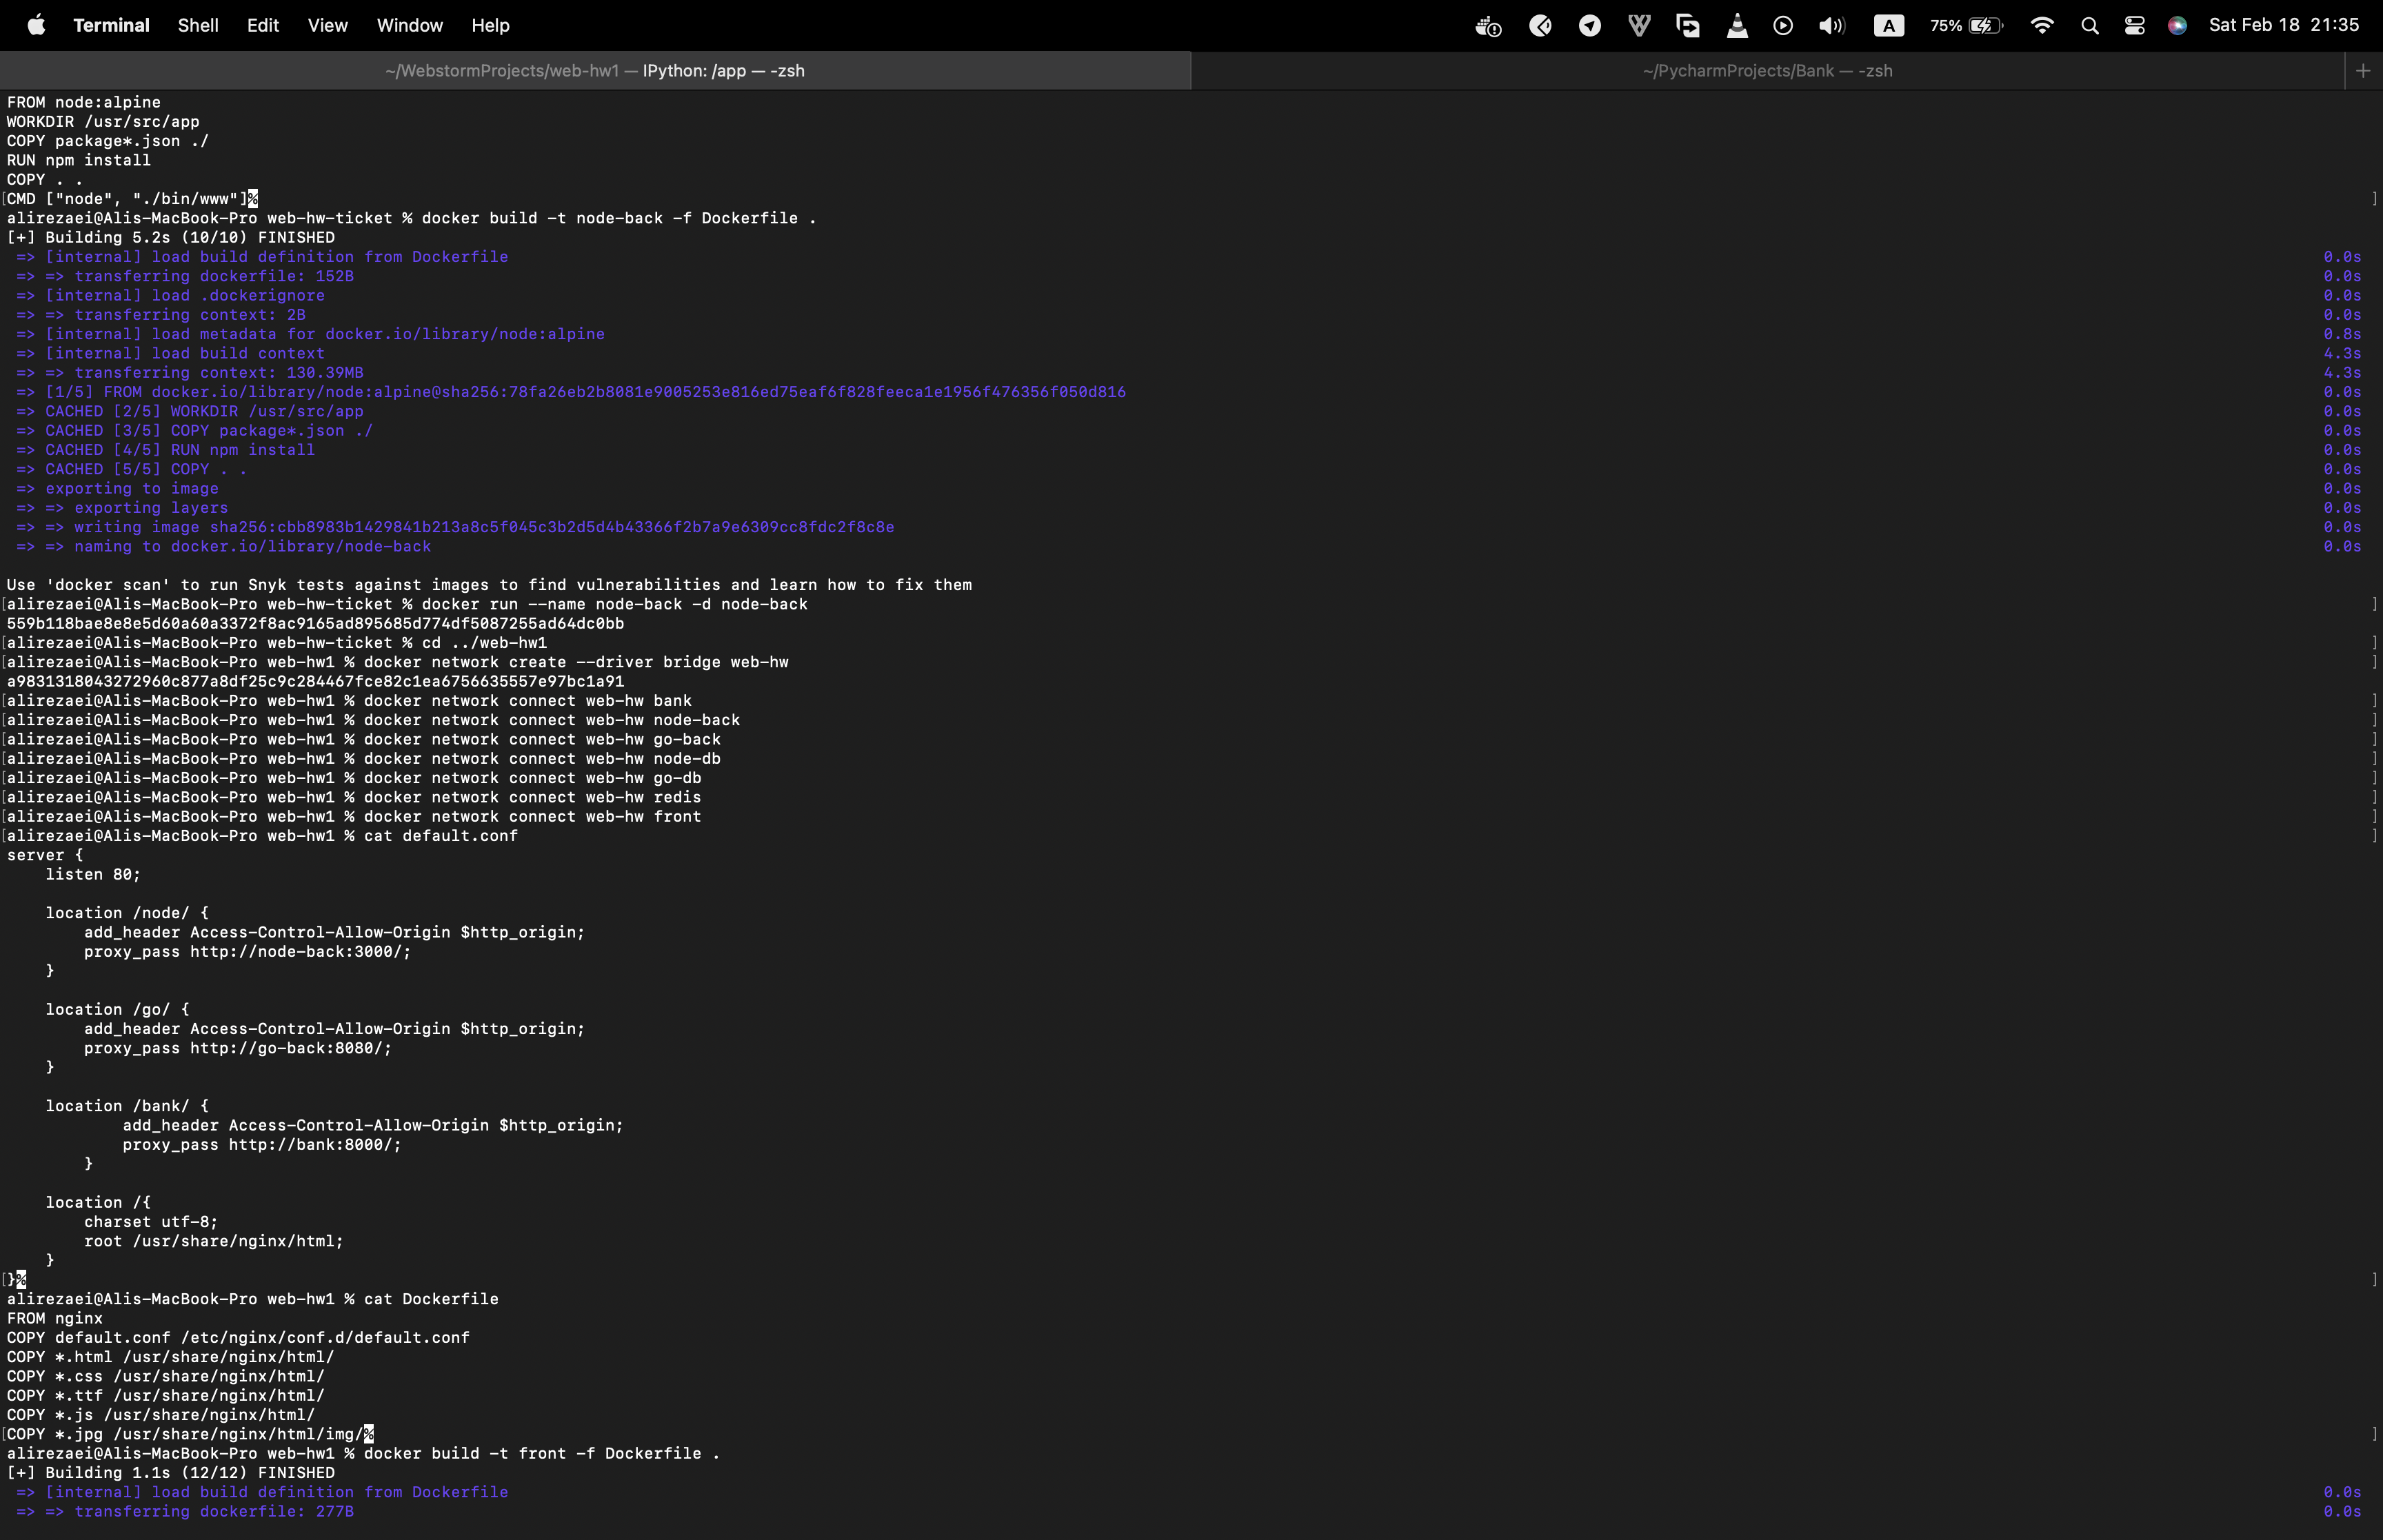 Terminal Shell Edit View Window Help A 75% Sat Feb 18 21:35
~/WebstormProjects/web-hw1 — IPython: /app — -zsh ~/PycharmProjects/Bank — -zsh +
FROM node:alpine
WORKDIR /usr/src/app
COPY package*.json ./
RUN npm install
COPY . .
[CMD ["node", "./bin/www"]% ]
alirezaei@Alis-MacBook-Pro web-hw-ticket % docker build -t node-back -f Dockerfile .
[+] Building 5.2s (10/10) FINISHED
=> [internal] load build definition from Dockerfile 0.0s
=> => transferring dockerfile: 152B 0.0s
=> [internal] load .dockerignore 0.0s
=> => transferring context: 2B 0.0s
=> [internal] load metadata for docker.io/library/node:alpine 0.8s
=> [internal] load build context 4.3s
=> => transferring context: 130.39MB 4.3s
=> [1/5] FROM docker.io/library/node:alpine@sha256:78fa26eb2b8081e9005253e816ed75eaf6f828feeca1e1956f476356f050d816 0.0s
=> CACHED [2/5] WORKDIR /usr/src/app 0.0s
=> CACHED [3/5] COPY package*.json ./ 0.0s
=> CACHED [4/5] RUN npm install 0.0s
=> CACHED [5/5] COPY . . 0.0s
=> exporting to image 0.0s
=> => exporting layers 0.0s
=> => writing image sha256:cbb8983b1429841b213a8c5f045c3b2d5d4b43366f2b7a9e6309cc8fdc2f8c8e 0.0s
=> => naming to docker.io/library/node-back 0.0s
Use 'docker scan' to run Snyk tests against images to find vulnerabilities and learn how to fix them
[alirezaei@Alis-MacBook-Pro web-hw-ticket % docker run --name node-back -d node-back ]
559b118bae8e8e5d60a60a3372f8ac9165ad895685d774df5087255ad64dc0bb
[alirezaei@Alis-MacBook-Pro web-hw-ticket % cd ../web-hw1 ]
[alirezaei@Alis-MacBook-Pro web-hw1 % docker network create --driver bridge web-hw ]
a9831318043272960c877a8df25c9c284467fce82c1ea6756635557e97bc1a91
[alirezaei@Alis-MacBook-Pro web-hw1 % docker network connect web-hw bank ]
[alirezaei@Alis-MacBook-Pro web-hw1 % docker network connect web-hw node-back ]
[alirezaei@Alis-MacBook-Pro web-hw1 % docker network connect web-hw go-back ]
[alirezaei@Alis-MacBook-Pro web-hw1 % docker network connect web-hw node-db ]
[alirezaei@Alis-MacBook-Pro web-hw1 % docker network connect web-hw go-db ]
[alirezaei@Alis-MacBook-Pro web-hw1 % docker network connect web-hw redis ]
[alirezaei@Alis-MacBook-Pro web-hw1 % docker network connect web-hw front ]
[alirezaei@Alis-MacBook-Pro web-hw1 % cat default.conf ]
server {
listen 80;
location /node/ {
add_header Access-Control-Allow-Origin $http_origin;
proxy_pass http://node-back:3000/;
}
location /go/ {
add_header Access-Control-Allow-Origin $http_origin;
proxy_pass http://go-back:8080/;
}
location /bank/ {
add_header Access-Control-Allow-Origin $http_origin;
proxy_pass http://bank:8000/;
}
location /{
charset utf-8;
root /usr/share/nginx/html;
}
[}% ]
alirezaei@Alis-MacBook-Pro web-hw1 % cat Dockerfile
FROM nginx
COPY default.conf /etc/nginx/conf.d/default.conf
COPY *.html /usr/share/nginx/html/
COPY *.css /usr/share/nginx/html/
COPY *.ttf /usr/share/nginx/html/
COPY *.js /usr/share/nginx/html/
[COPY *.jpg /usr/share/nginx/html/img/% ]
alirezaei@Alis-MacBook-Pro web-hw1 % docker build -t front -f Dockerfile .
[+] Building 1.1s (12/12) FINISHED
=> [internal] load build definition from Dockerfile 0.0s
=> => transferring dockerfile: 277B 0.0s